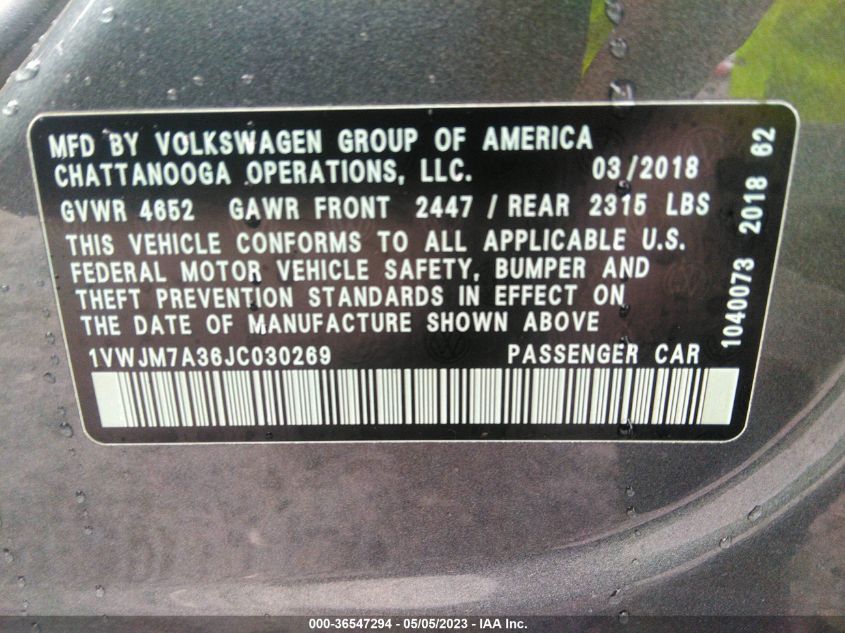 MFD BY VOLKSWAGEN GROUP OF AMERICA
CHATTANOOGA OPERATIONS, LLC. 03/2018
GVWR 4652 GAWR FRONT 2447 / REAR 2315 LBS
THIS VEHICLE CONFORMS TO ALL APPLICABLE U.S.
FEDERAL MOTOR VEHICLE SAFETY, BUMPER AND
THEFT PREVENTION STANDARDS IN EFFECT ON
THE DATE OF MANUFACTURE SHOWN ABOVE
1VWJM7A36JC030269 PASSENGER CAR
1040073 2018 62
000-36547294 - 05/05/2023 - IAA Inc.